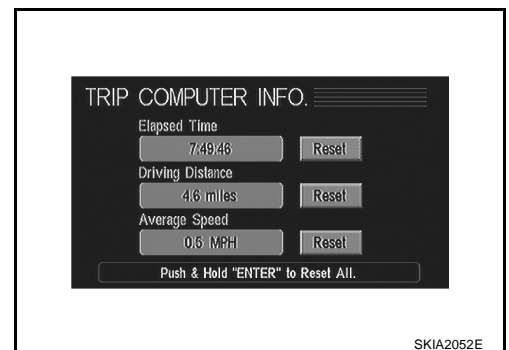 TRIP COMPUTER INFO.
Elapsed Time
7:49:46 Reset
Driving Distance
4.6 miles Reset
Average Speed
0.5 MPH Reset
Push & Hold "ENTER" to Reset All.
SKIA2052E